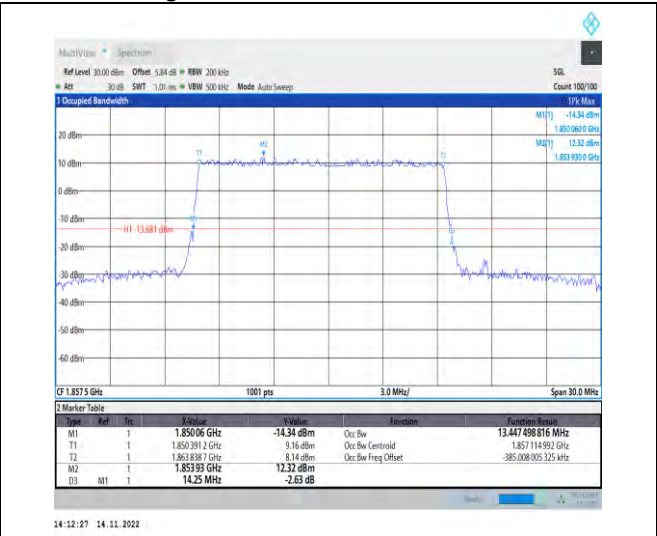 MultiView Spectrum
Ref Level 30.00 dBm Offset 5.84 dB RBW 200 kHz SGL
Att 30 dB SWT 1.01 ms VBW 500 kHz Mode Auto Sweep Count 100/100
1 Occupied Bandwidth 1Pk Max
M1[1] -14.34 dBm
1.850 060 0 GHz
M2[1] 12.32 dBm
1.853 930 0 GHz
20 dBm
M2
T1 T2
10 dBm
0 dBm
-10 dBm
M1
H1 -13.681 dBm
-20 dBm
-30 dBm
-40 dBm
-50 dBm
-60 dBm
CF 1.857 5 GHz 1001 pts 3.0 MHz/ Span 30.0 MHz
2 Marker Table
Type Ref Trc X-Value Y-Value Function Function Result
M1 1 1.850 06 GHz -14.34 dBm Occ Bw 13.447 498 816 MHz
T1 1 1.850 391 2 GHz 9.16 dBm Occ Bw Centroid 1.857 114 992 GHz
T2 1 1.863 838 7 GHz 8.14 dBm Occ Bw Freq Offset -385.008 005 325 kHz
M2 1 1.853 93 GHz 12.32 dBm
D3 M1 1 14.25 MHz -2.63 dB
14:12:27 14.11.2022